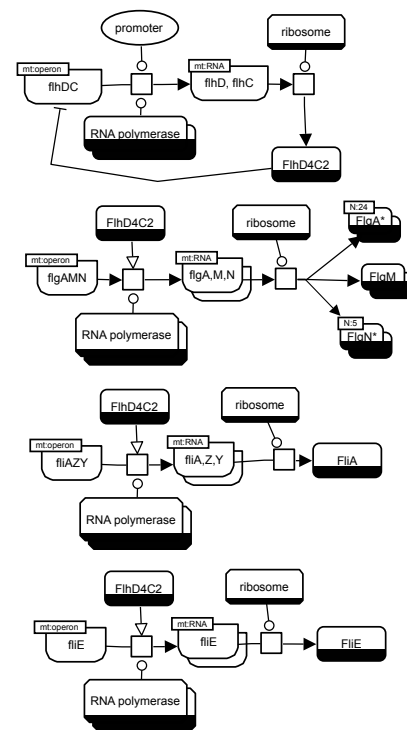 promoter
ribosome
mt:operon
flhDC
mt:RNA
flhD, flhC
RNA polymerase
FlhD4C2
FlhD4C2
ribosome
N:24
FlgA*
mt:operon
flgAMN
mt:RNA
flgA,M,N
FlgM
N:5
FlgN*
RNA polymerase
FlhD4C2
ribosome
mt:operon
fliAZY
mt:RNA
fliA,Z,Y
FliA
RNA polymerase
FlhD4C2
ribosome
mt:operon
fliE
mt:RNA
fliE
FliE
RNA polymerase